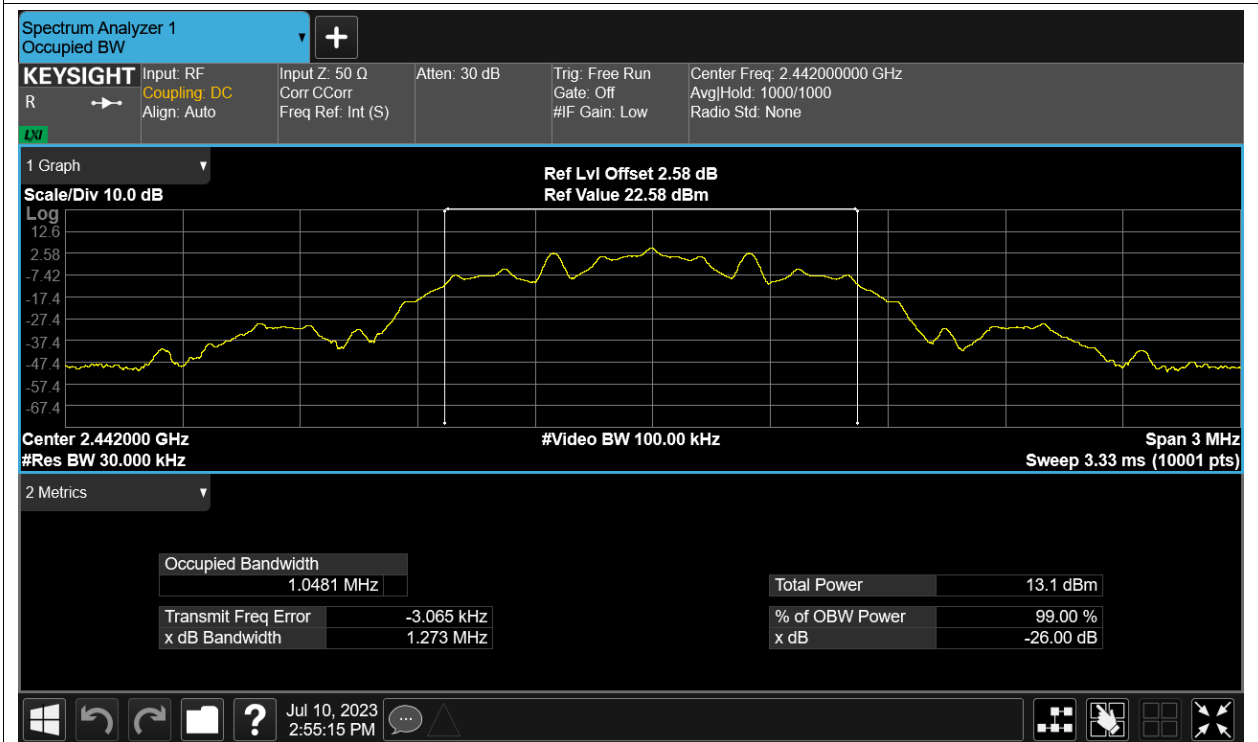 Spectrum Analyzer 1
Occupied BW
KEYSIGHT
R
LXI
Input: RF
Coupling: DC
Align: Auto
Input Z: 50 Ω
Corr CCorr
Freq Ref: Int (S)
Atten: 30 dB
Trig: Free Run
Gate: Off
#IF Gain: Low
Center Freq: 2.442000000 GHz
Avg|Hold: 1000/1000
Radio Std: None
1 Graph
Scale/Div 10.0 dB
Ref Lvl Offset 2.58 dB
Ref Value 22.58 dBm
Log
12.6
2.58
-7.42
-17.4
-27.4
-37.4
-47.4
-57.4
-67.4
Center 2.442000 GHz
#Res BW 30.000 kHz
#Video BW 100.00 kHz
Span 3 MHz
Sweep 3.33 ms (10001 pts)
2 Metrics
Occupied Bandwidth
1.0481 MHz
Transmit Freq Error -3.065 kHz
x dB Bandwidth 1.273 MHz
Total Power 13.1 dBm
% of OBW Power 99.00 %
x dB -26.00 dB
?
Jul 10, 2023
2:55:15 PM